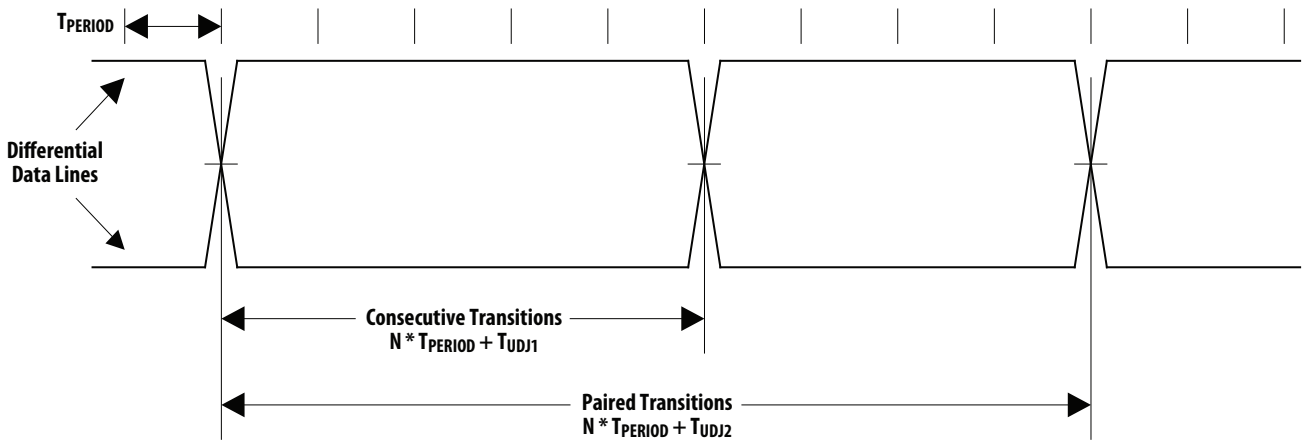 TPERIOD
Differential
Data Lines
Consecutive Transitions
N * TPERIOD + TUDJ1
Paired Transitions
N * TPERIOD + TUDJ2